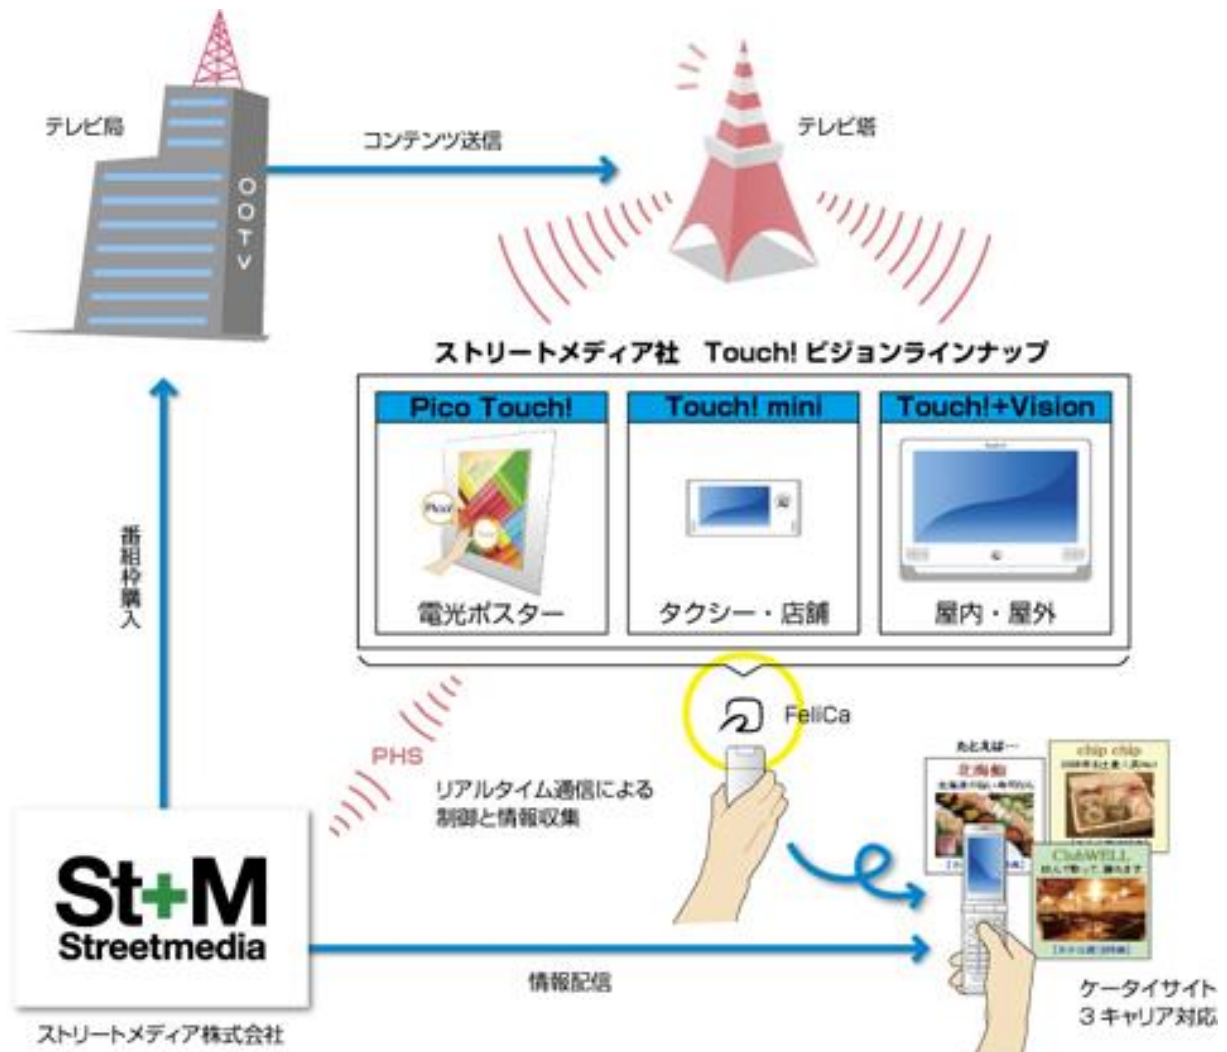 テレビ局
コンテンツ送信
テレビ塔
OOTV
ストリートメディア社 Touch! ビジョンラインナップ
Pico Touch!
Touch! mini
Touch!+Vision
Pico!
電光ポスター
タクシー・店舗
屋内・屋外
番組枠購入
FeliCa
PHS
リアルタイム通信による
制御と情報収集
たとえば…
chip chip
北海鮨
ClubWELL
St+M
Streetmedia
情報配信
ストリートメディア株式会社
ケータイサイト
3キャリア対応